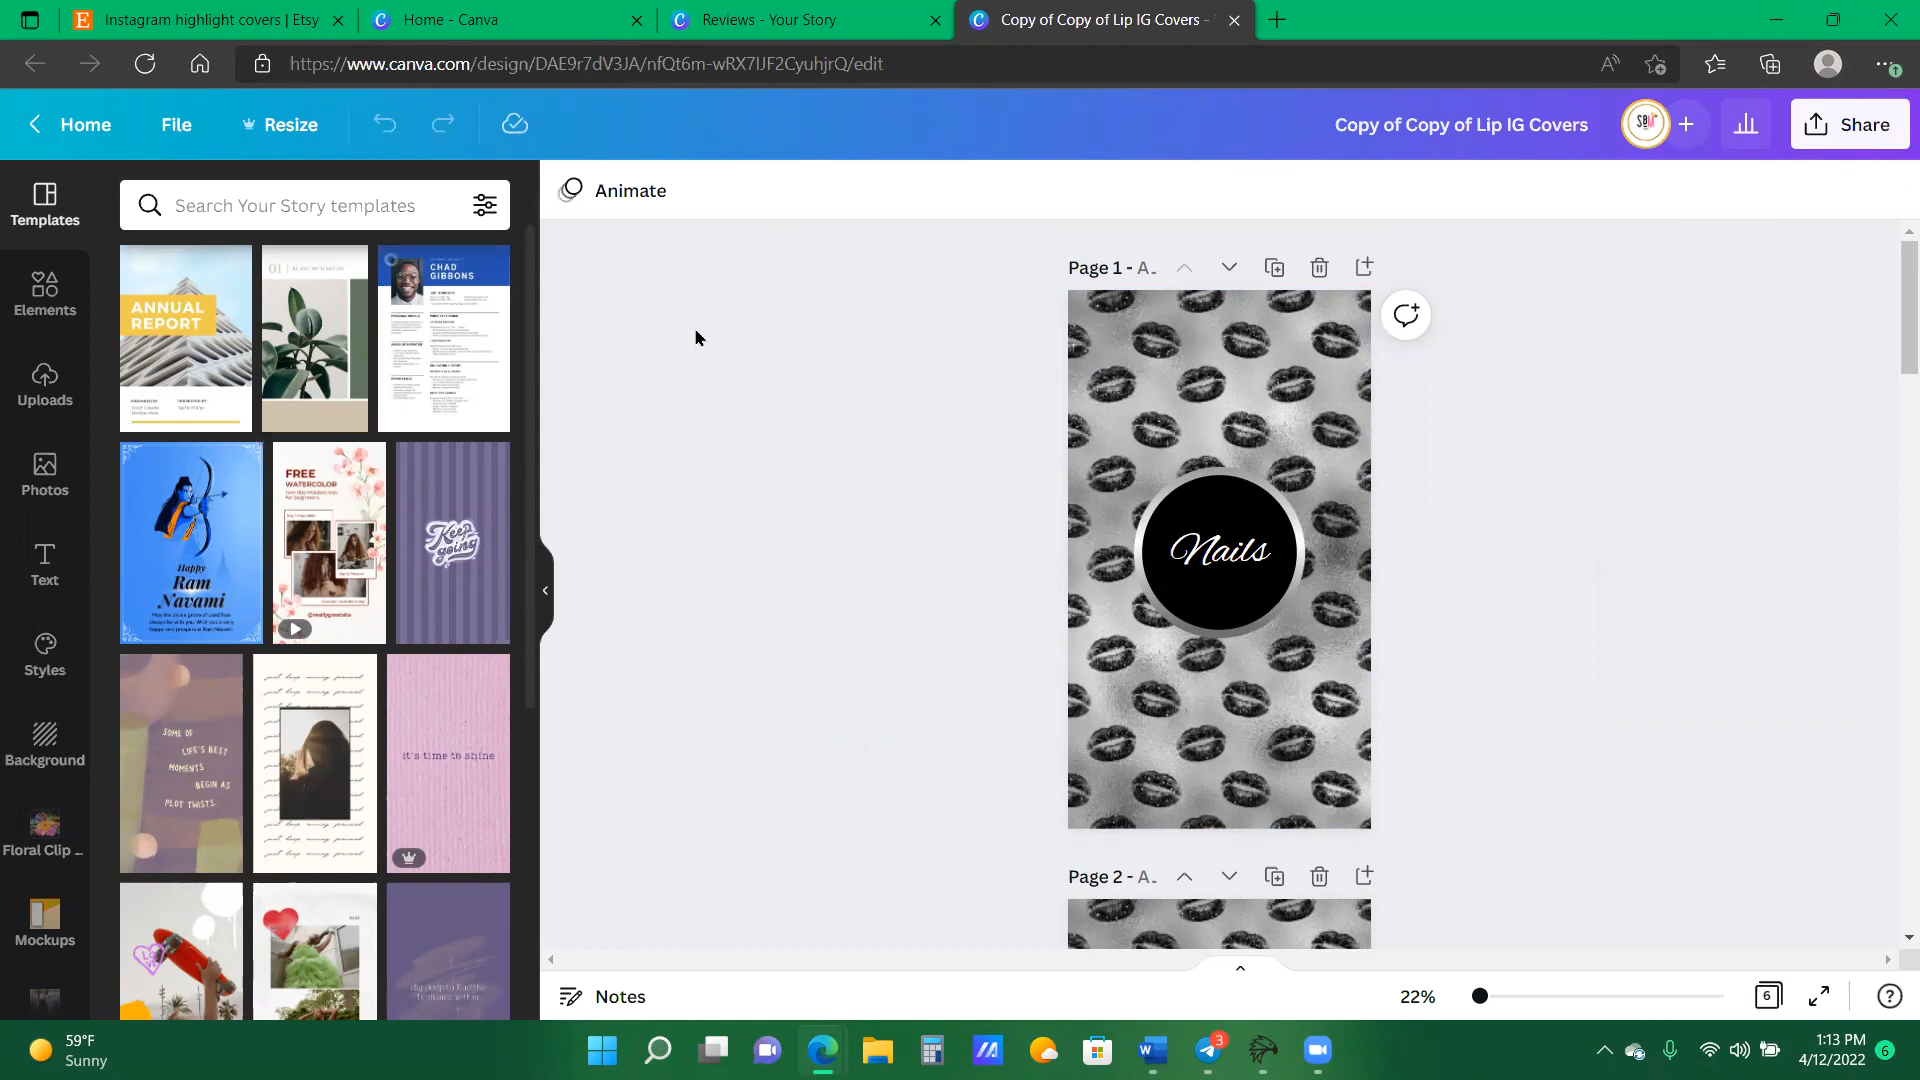 Instagram highlight covers | Etsy
Home - Canva
Reviews - Your Story
Copy of Copy of Lip IG Covers -
https://www.canva.com/design/DAE9r7dV3JA/nfQt6m-wRX7IJF2CyuhjrQ/edit
Home
File
Resize
Copy of Copy of Lip IG Covers
SBM
Share
Templates
Elements
Uploads
Photos
Text
Styles
Background
Floral Clip ...
Mockups
Search Your Story templates
ANNUAL
REPORT
01
CHAD
GIBBONS
Happy
Ram
Navami
FREE
WATERCOLOR
Keep
going
SOME OF
LIFE'S BEST
MOMENTS
BEGIN AS
PLOT TWISTS.
it's time to shine
Animate
Page 1 - A..
Nails
Page 2 - A..
Notes
22%
6
59°F
Sunny
3
1:13 PM
4/12/2022
6